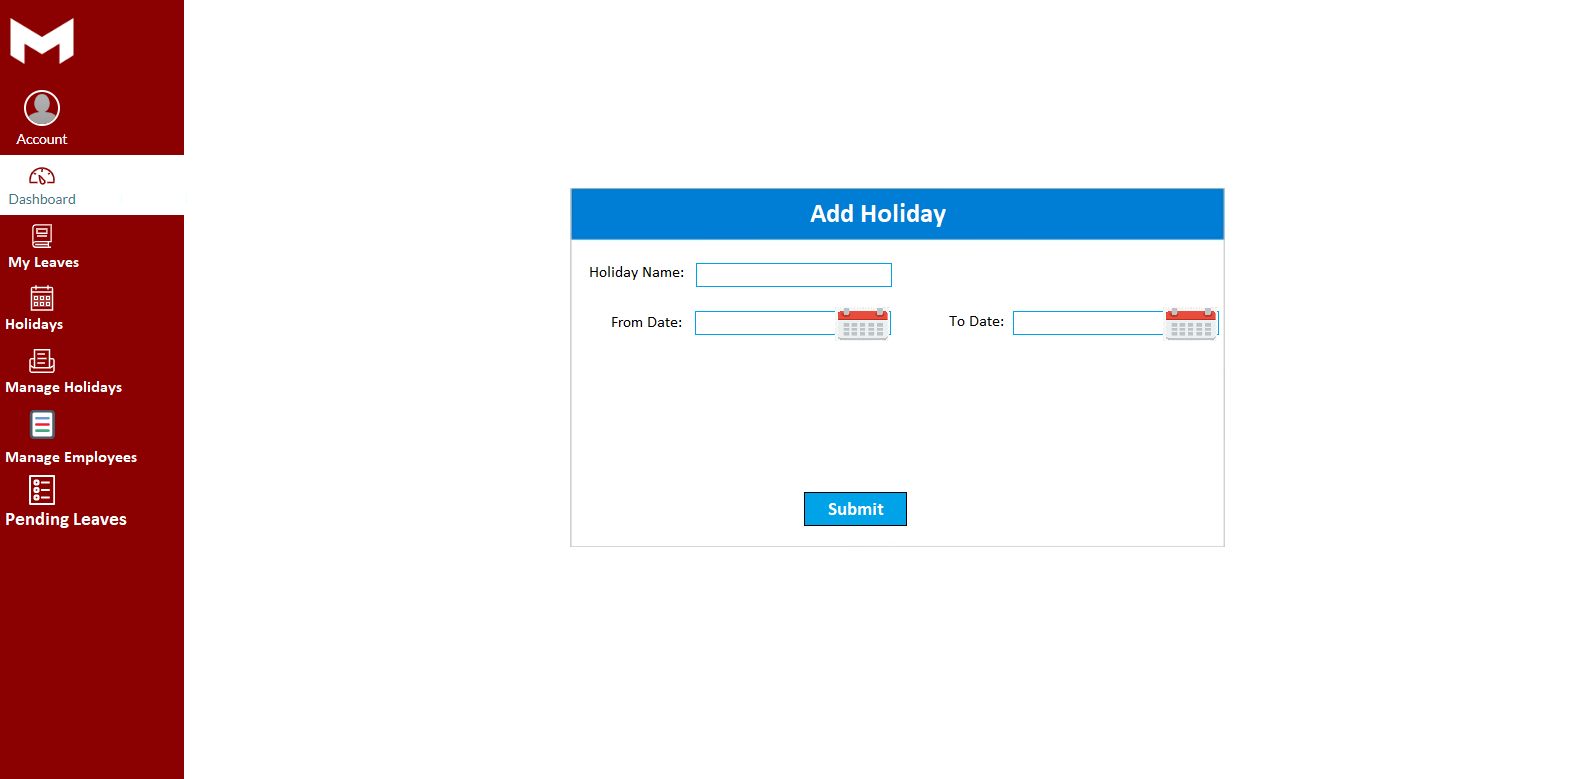 Account
Dashboard
My Leaves
Holidays
Manage Holidays
Manage Employees
Pending Leaves
Add Holiday
Holiday Name:
From Date:
To Date:
Submit